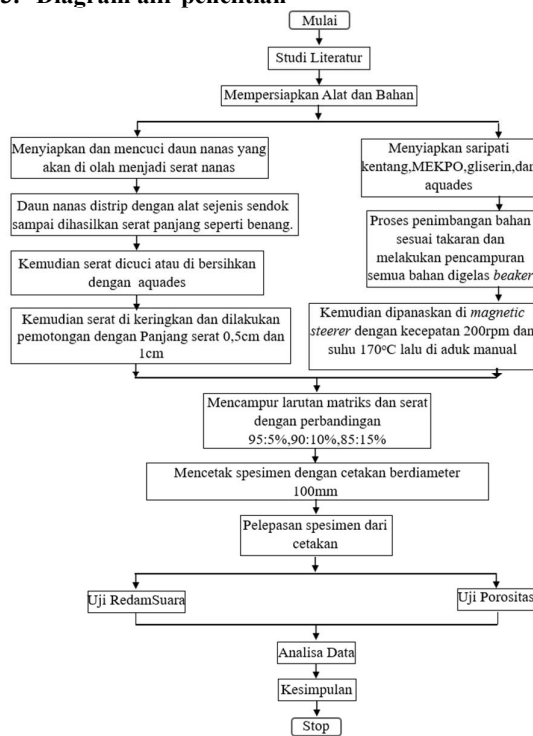 3. Diagram alir penelitian
Mulai
Studi Literatur
Mempersiapkan Alat dan Bahan
Menyiapkan dan mencuci daun nanas yang
akan di olah menjadi serat nanas
Daun nanas distrip dengan alat sejenis sendok
sampai dihasilkan serat panjang seperti benang.
Kemudian serat dicuci atau di bersihkan
dengan aquades
Kemudian serat di keringkan dan dilakukan
pemotongan dengan Panjang serat 0,5cm dan
1cm
Menyiapkan saripati
kentang,MEKPO,gliserin,dan
aquades
Proses penimbangan bahan
sesuai takaran dan
melakukan pencampuran
semua bahan digelas beaker
Kemudian dipanaskan di magnetic
steerer dengan kecepatan 200rpm dan
suhu 170°C lalu di aduk manual
Mencampur larutan matriks dan serat
dengan perbandingan
95:5%,90:10%,85:15%
Mencetak spesimen dengan cetakan berdiameter
100mm
Pelepasan spesimen dari
cetakan
Uji RedamSuara
Uji Porositas
Analisa Data
Kesimpulan
Stop